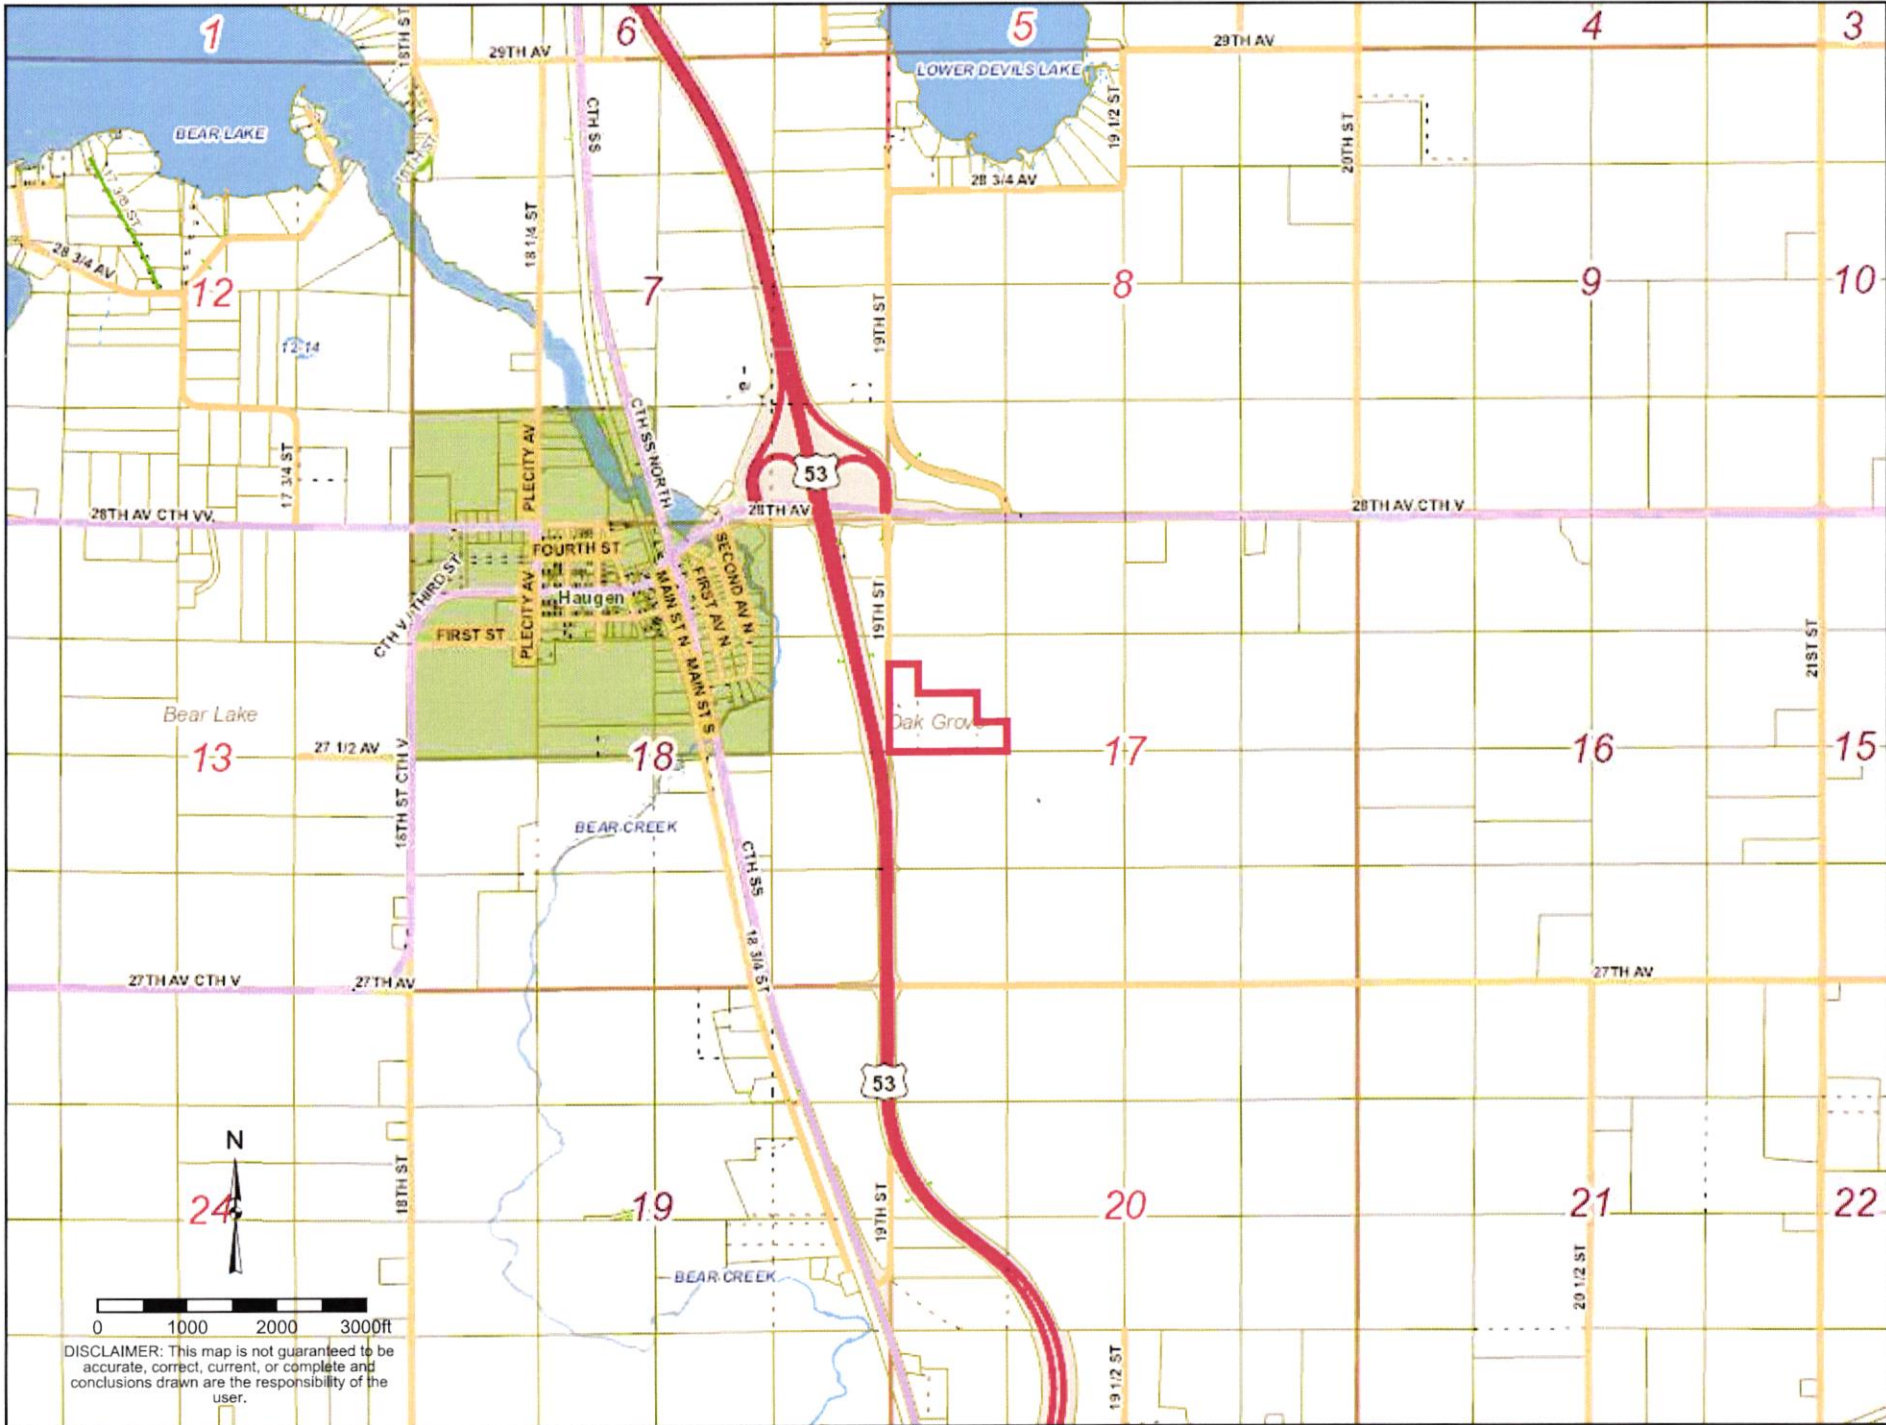 1
6
5
4
3
18TH ST
29TH AV
29TH AV
LOWER DEVILS LAKE
CTH SS
19 1/2 ST
20TH ST
BEAR LAKE
18TH ST
17 3/8 ST
28 3/4 AV
18 1/4 ST
28 3/4 AV
12
7
8
9
10
19TH ST
12-14
CTH SS NORTH
PLECITY AV
17 3/4 ST
53
28TH AV CTH VV
28TH AV
28TH AV CTH V
FOURTH ST
SECOND AV N
CTH V / THIRD ST
PLECITY AV
Haugen
MAIN ST N
FIRST AV N
19TH ST
FIRST ST
21ST ST
MAIN ST S
Bear Lake
Oak Grove
27 1/2 AV
13
18
17
16
15
18TH ST CTH V
BEAR CREEK
CTH SS
18 3/4 ST
27TH AV CTH V
27TH AV
27TH AV
53
N
18TH ST
24
19
19TH ST
20
21
22
BEAR CREEK
20 1/2 ST
19 1/2 ST
0 1000 2000 3000ft
DISCLAIMER: This map is not guaranteed to be
accurate, correct, current, or complete and
conclusions drawn are the responsibility of the
user.